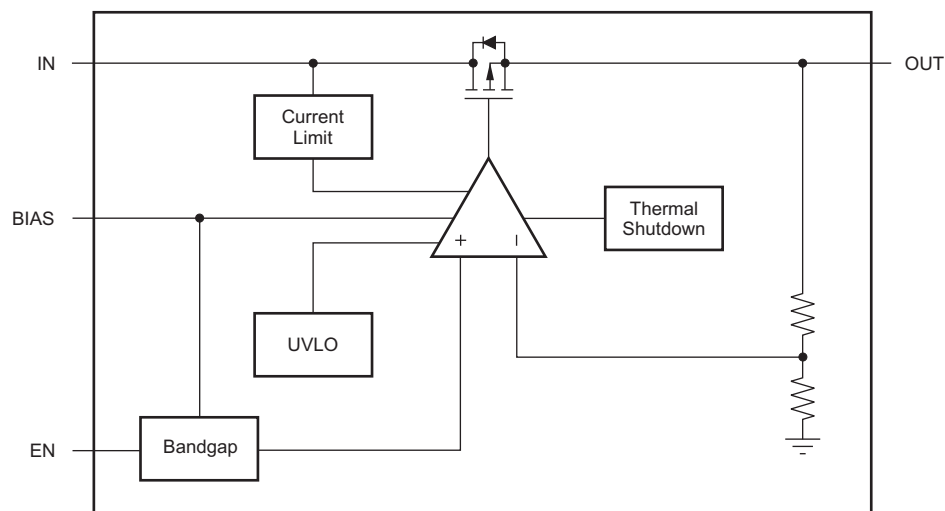 IN
OUT
Current
Limit
BIAS
Thermal
Shutdown
+
–
UVLO
EN
Bandgap